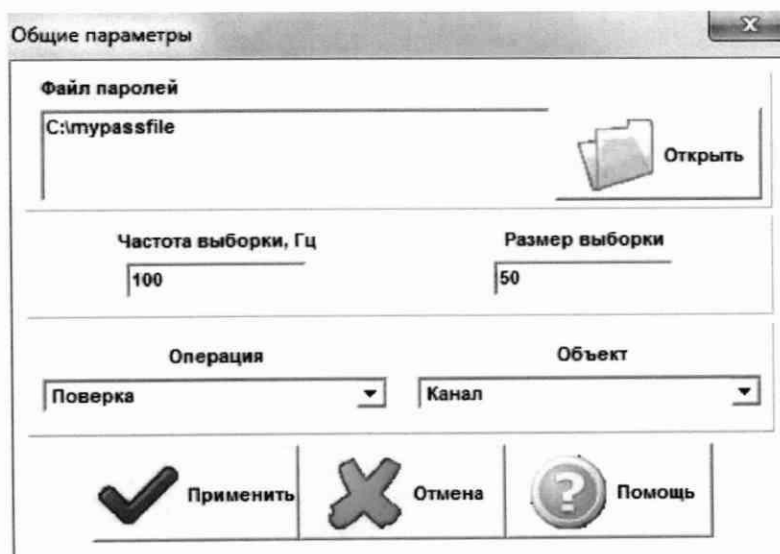 Общие параметры
Файл паролей
C:\mypassfile
Открыть
Частота выборки, Гц
Размер выборки
100
50
Операция
Объект
Поверка
Канал
Применить
Отмена
Помощь